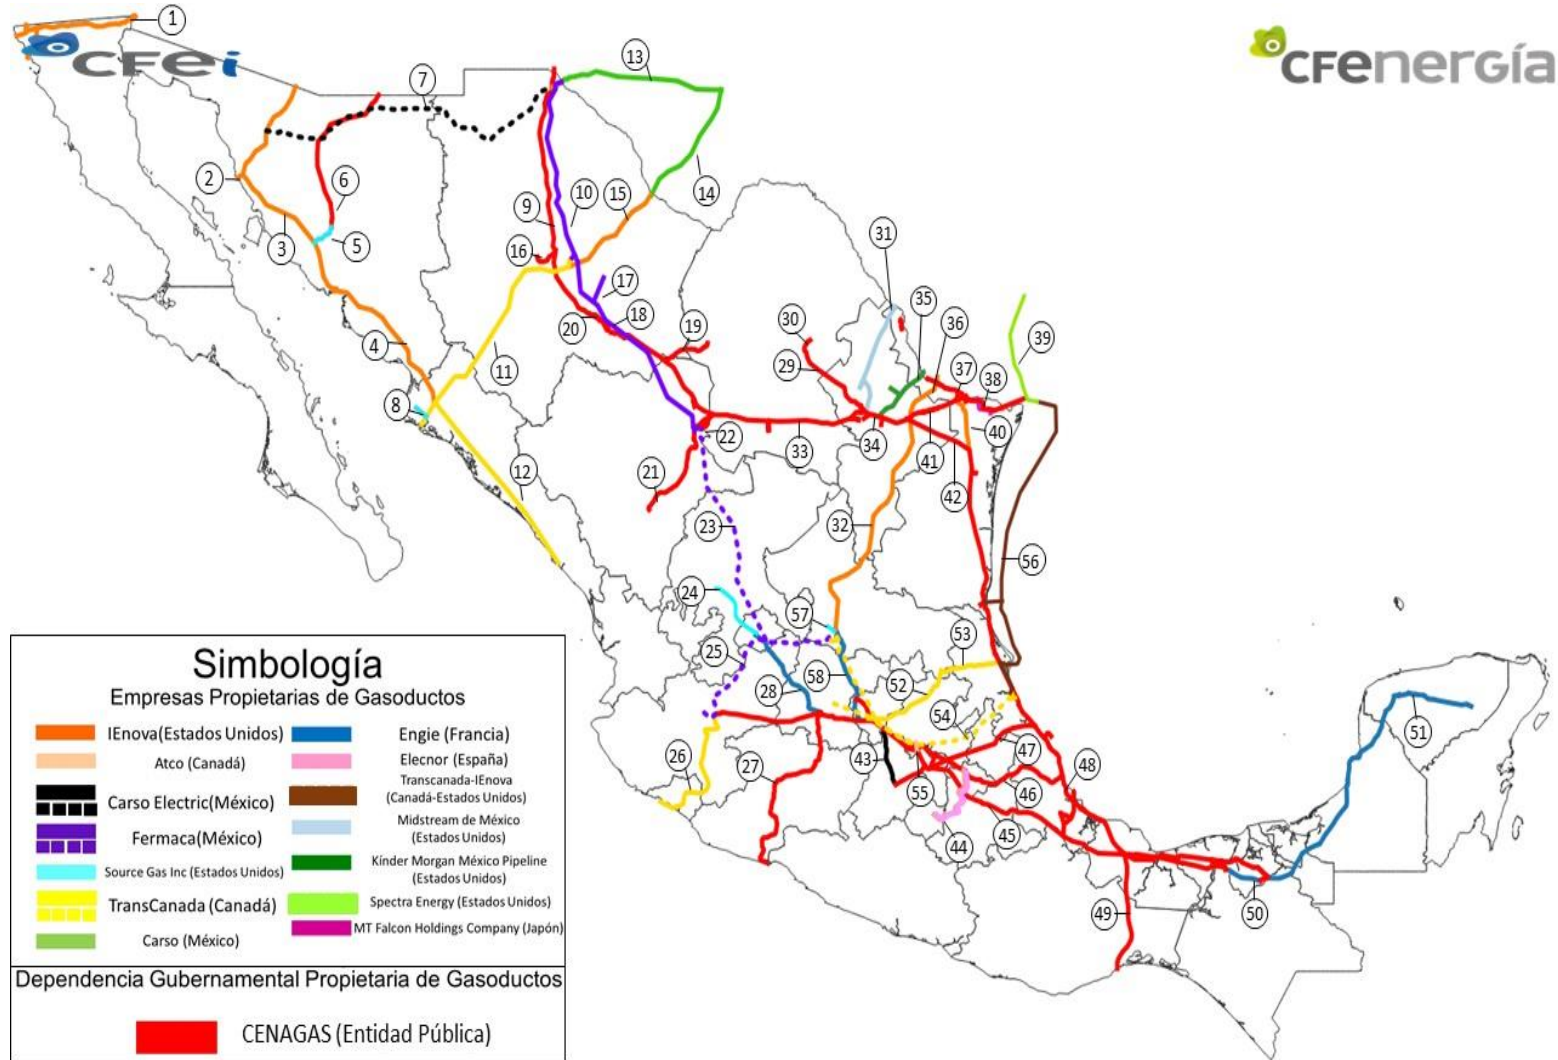 1
CFEi
CFEnergía
13
7
2
6
10
15
14
9
3
5
16
31
17
35
30
36
39
18
20
19
4
37
38
11
29
8
22
33
34
41
40
21
42
12
23
32
56
24
57
53
25
58
52
28
54
51
47
26
27
43
48
55
46
45
44
49
50
Simbología
Empresas Propietarias de Gasoductos
IEnova(Estados Unidos)
Atco (Canadá)
Carso Electric(México)
Fermaca(México)
Source Gas Inc (Estados Unidos)
TransCanada (Canadá)
Carso (México)
Engie (Francia)
Elecnor (España)
Transcanada-IEnova
(Canadá-Estados Unidos)
Midstream de México
(Estados Unidos)
Kínder Morgan México Pipeline
(Estados Unidos)
Spectra Energy (Estados Unidos)
MT Falcon Holdings Company (Japón)
Dependencia Gubernamental Propietaria de Gasoductos
CENAGAS (Entidad Pública)